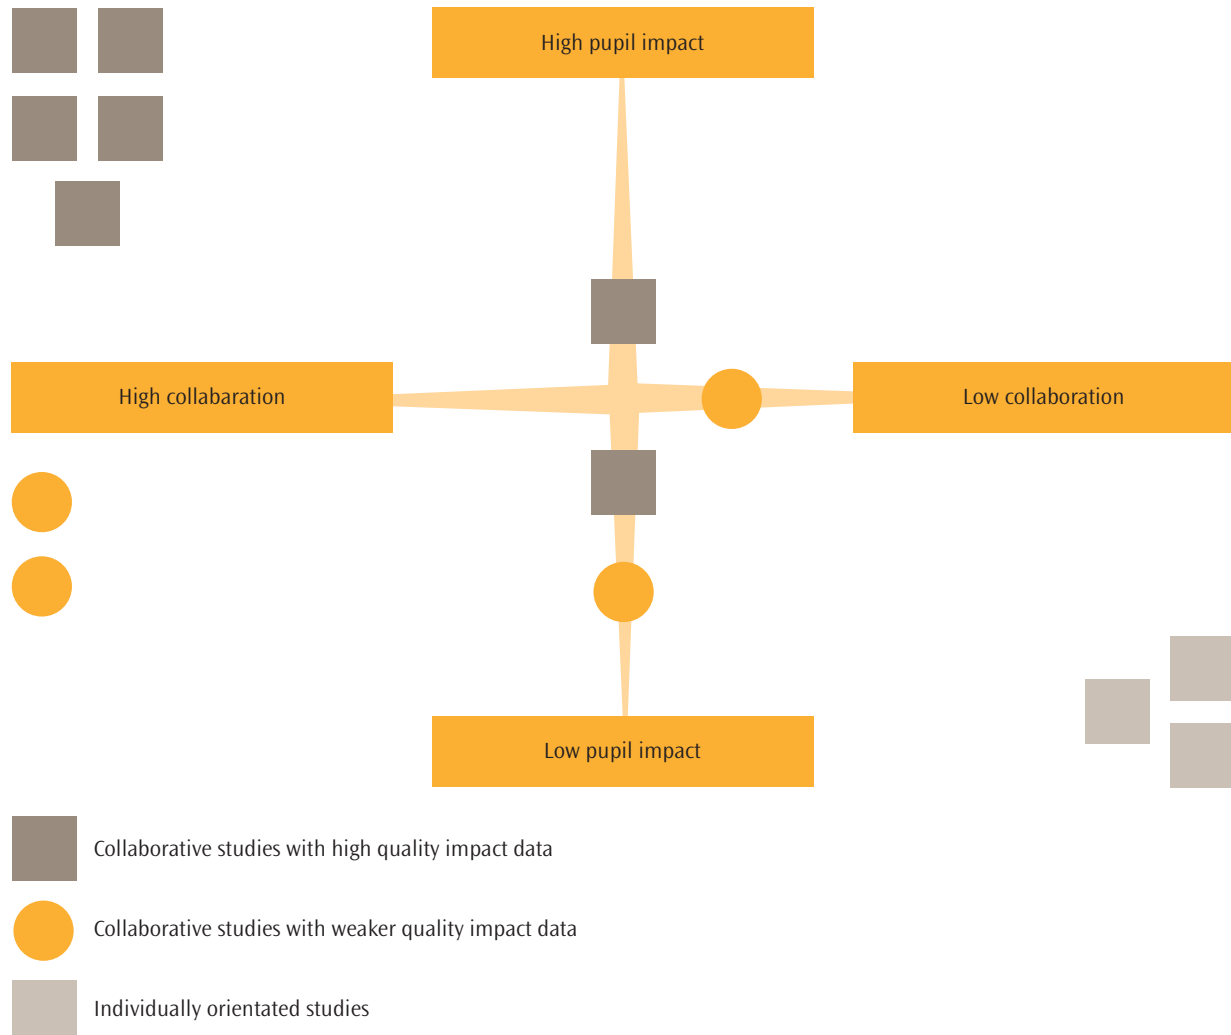 High pupil impact
High collabaration
Low collaboration
Low pupil impact
Collaborative studies with high quality impact data
Collaborative studies with weaker quality impact data
Individually orientated studies